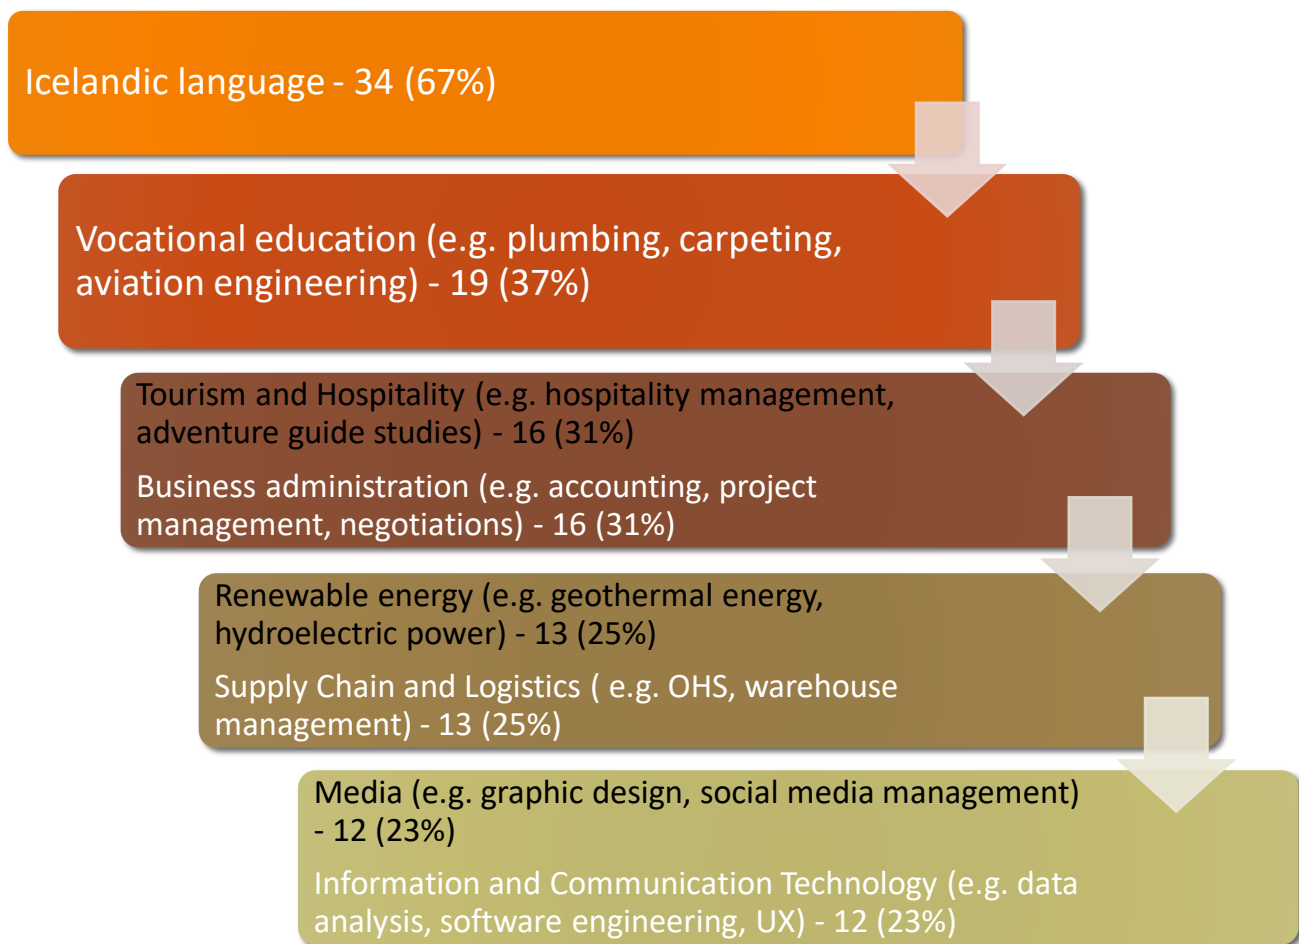 Icelandic language - 34 (67%)
Vocational education (e.g. plumbing, carpeting,
aviation engineering) - 19 (37%)
Tourism and Hospitality (e.g. hospitality management,
adventure guide studies) - 16 (31%)
Business administration (e.g. accounting, project
management, negotiations) - 16 (31%)
Renewable energy (e.g. geothermal energy,
hydroelectric power) - 13 (25%)
Supply Chain and Logistics ( e.g. OHS, warehouse
management) - 13 (25%)
Media (e.g. graphic design, social media management)
- 12 (23%)
Information and Communication Technology (e.g. data
analysis, software engineering, UX) - 12 (23%)